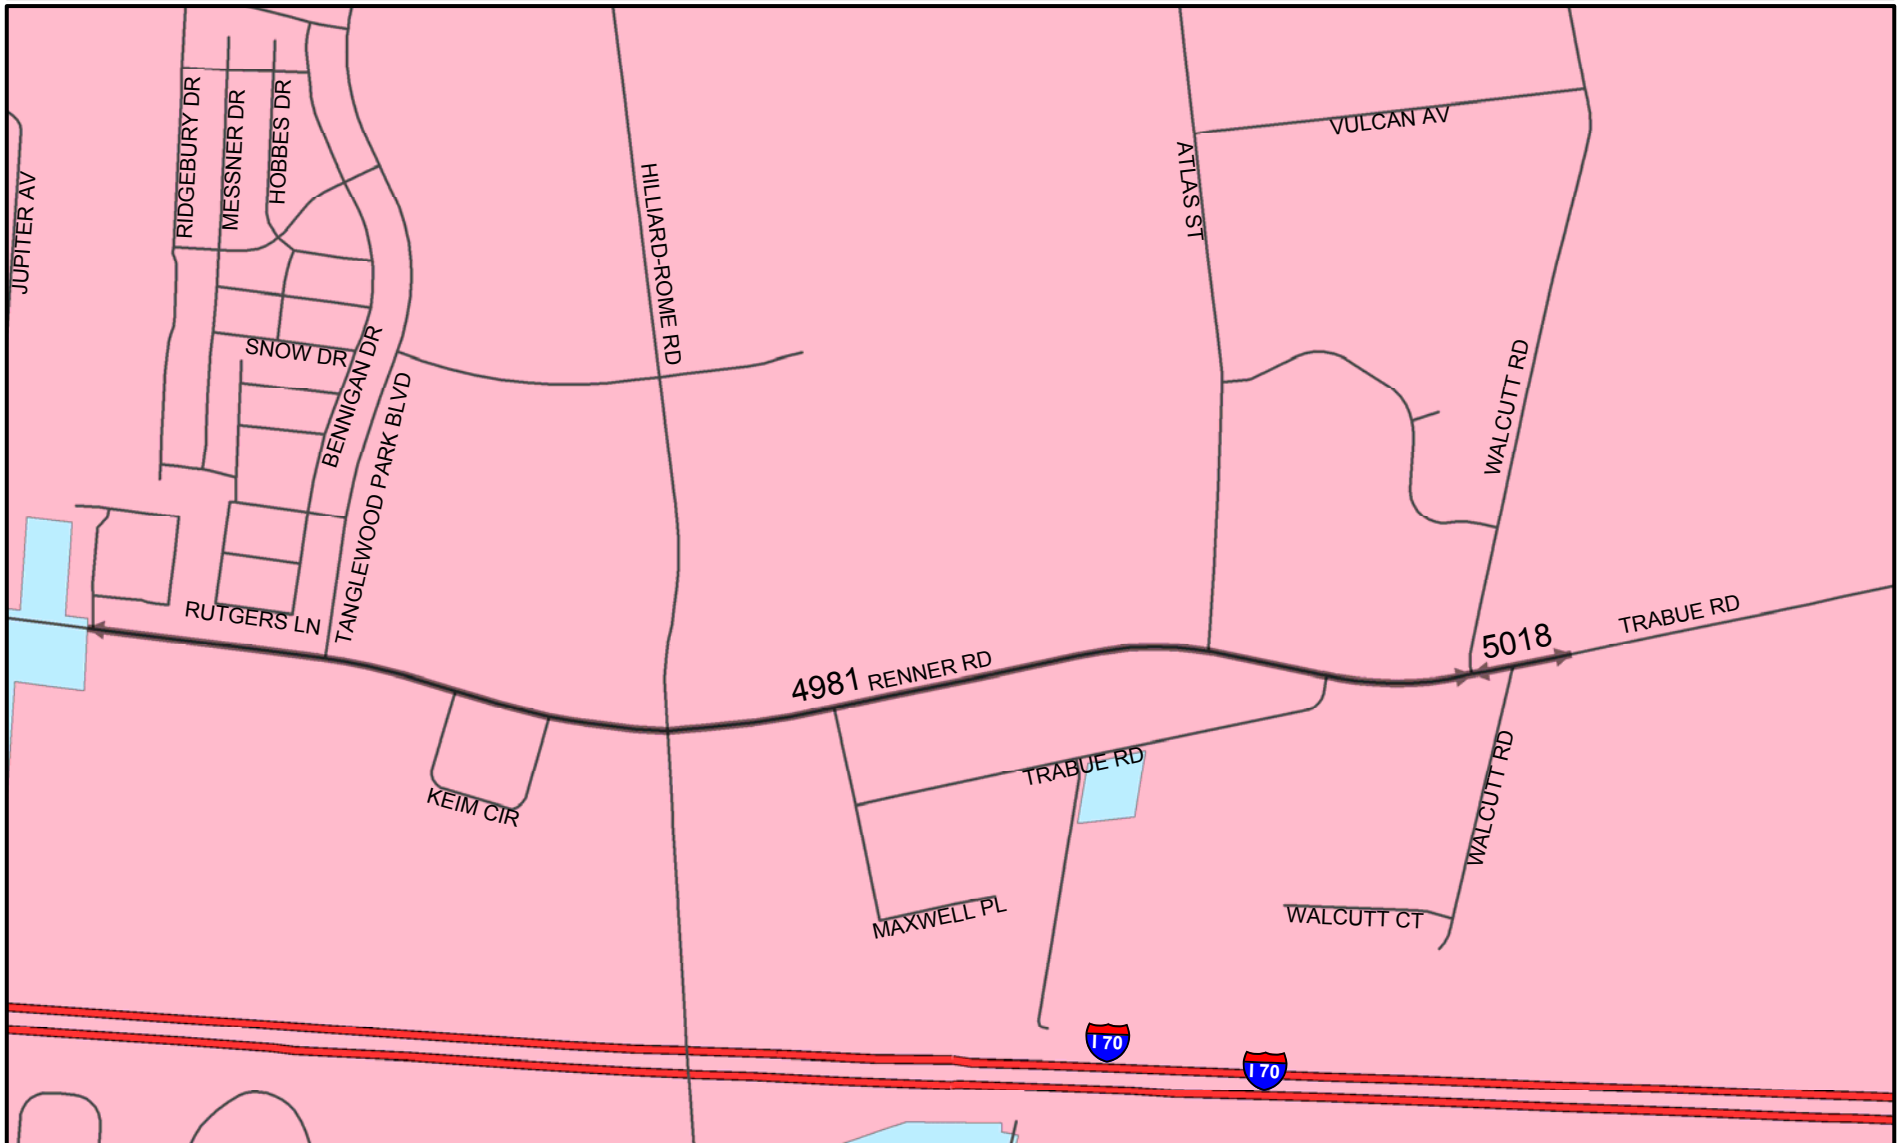 RIDGEBURY DR
MESSNER DR
HOBBES DR
VULCAN AV
JUPITER AV
HILLIARD-ROME RD
ATLAS ST
SNOW DR
BENNIGAN DR
TANGLEWOOD PARK BLVD
WALCUTT RD
RUTGERS LN
TRABUE RD
5018
4981 RENNER RD
TRABUE RD
WALCUTT RD
KEIM CIR
MAXWELL PL
WALCUTT CT
I 70
I 70